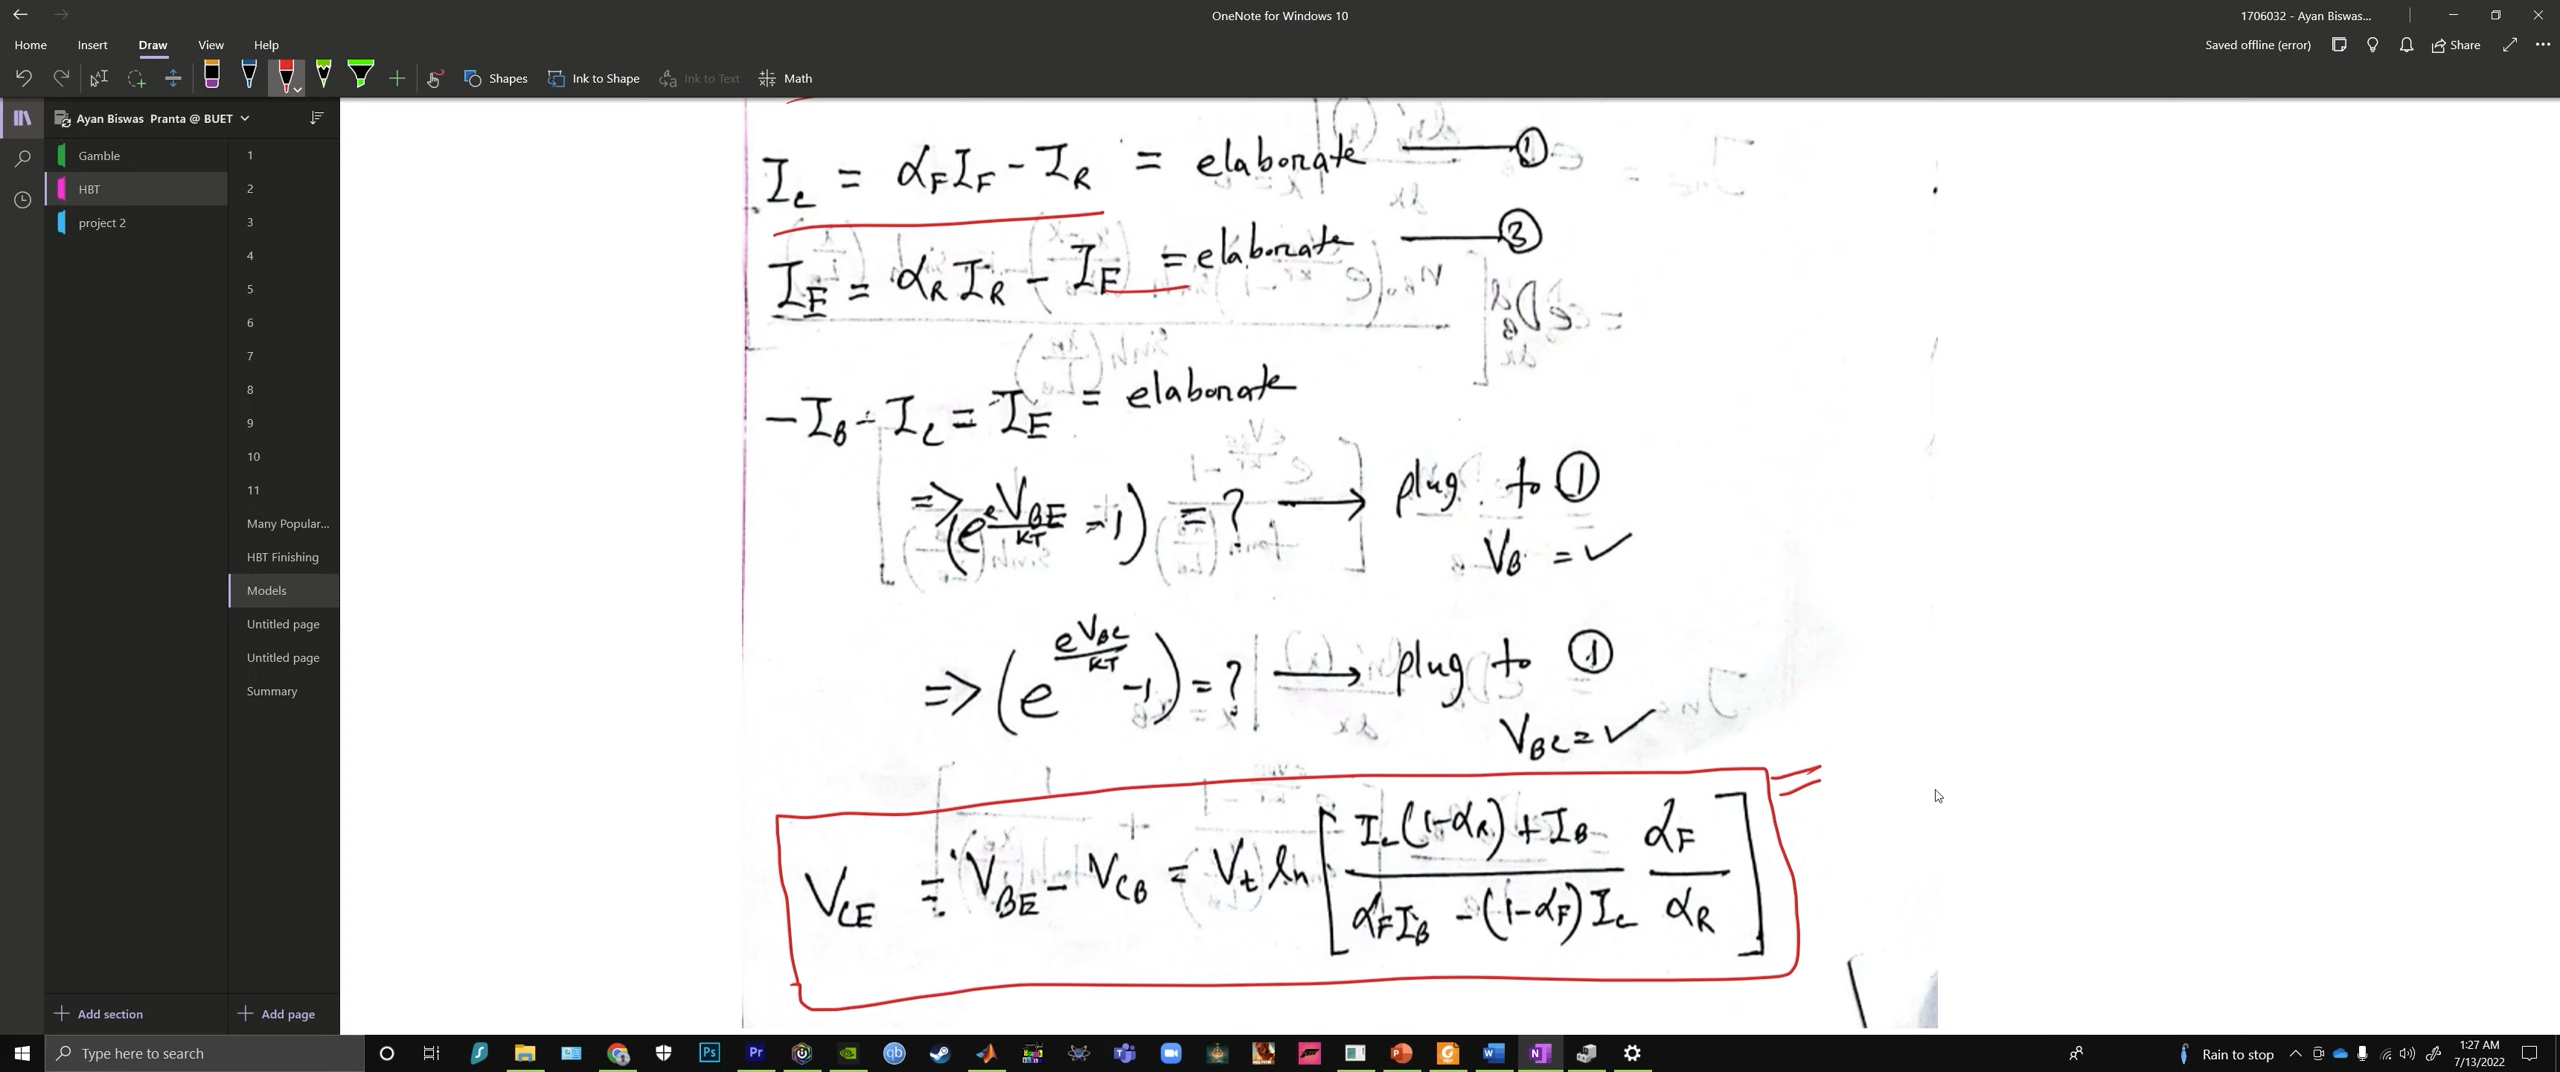 OneNote for Windows 10
1706032 - Ayan Biswas...
Home Insert Draw View Help
Saved offline (error) Share
Shapes Ink to Shape Ink to Text Math
Ayan Biswas Pranta @ BUET
Gamble
HBT
project 2
1
2
3
4
5
6
7
8
9
10
11
Many Popular...
HBT Finishing
Models
Untitled page
Untitled page
Summary
Add section
Add page
I_C = α_F I_F - I_R = elaborate ①
I_E = α_R I_R - I_F = elaborate ③
-I_B - I_C = I_E = elaborate
=> (e^{eV_BE/KT} - 1) = ? → plug to ①
V_B = ✓
=> (e^{eV_BC/KT} - 1) = ? → plug to ①
V_BC = ✓
V_CE = V_BE - V_CB = V_t ln [ (I_C(1-α_R) + I_B)/(α_F I_B - (1-α_F) I_C) α_F/α_R ]
Type here to search
Rain to stop
1:27 AM
7/13/2022